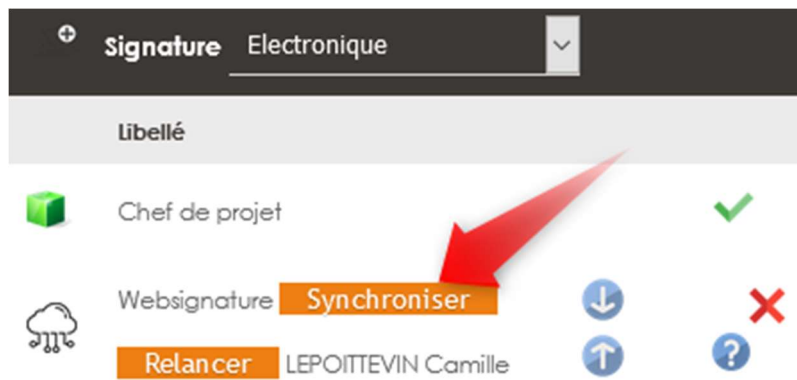 Signature Electronique
Libellé
Chef de projet
Websignature Synchroniser
Relancer LEPOITTEVIN Camille